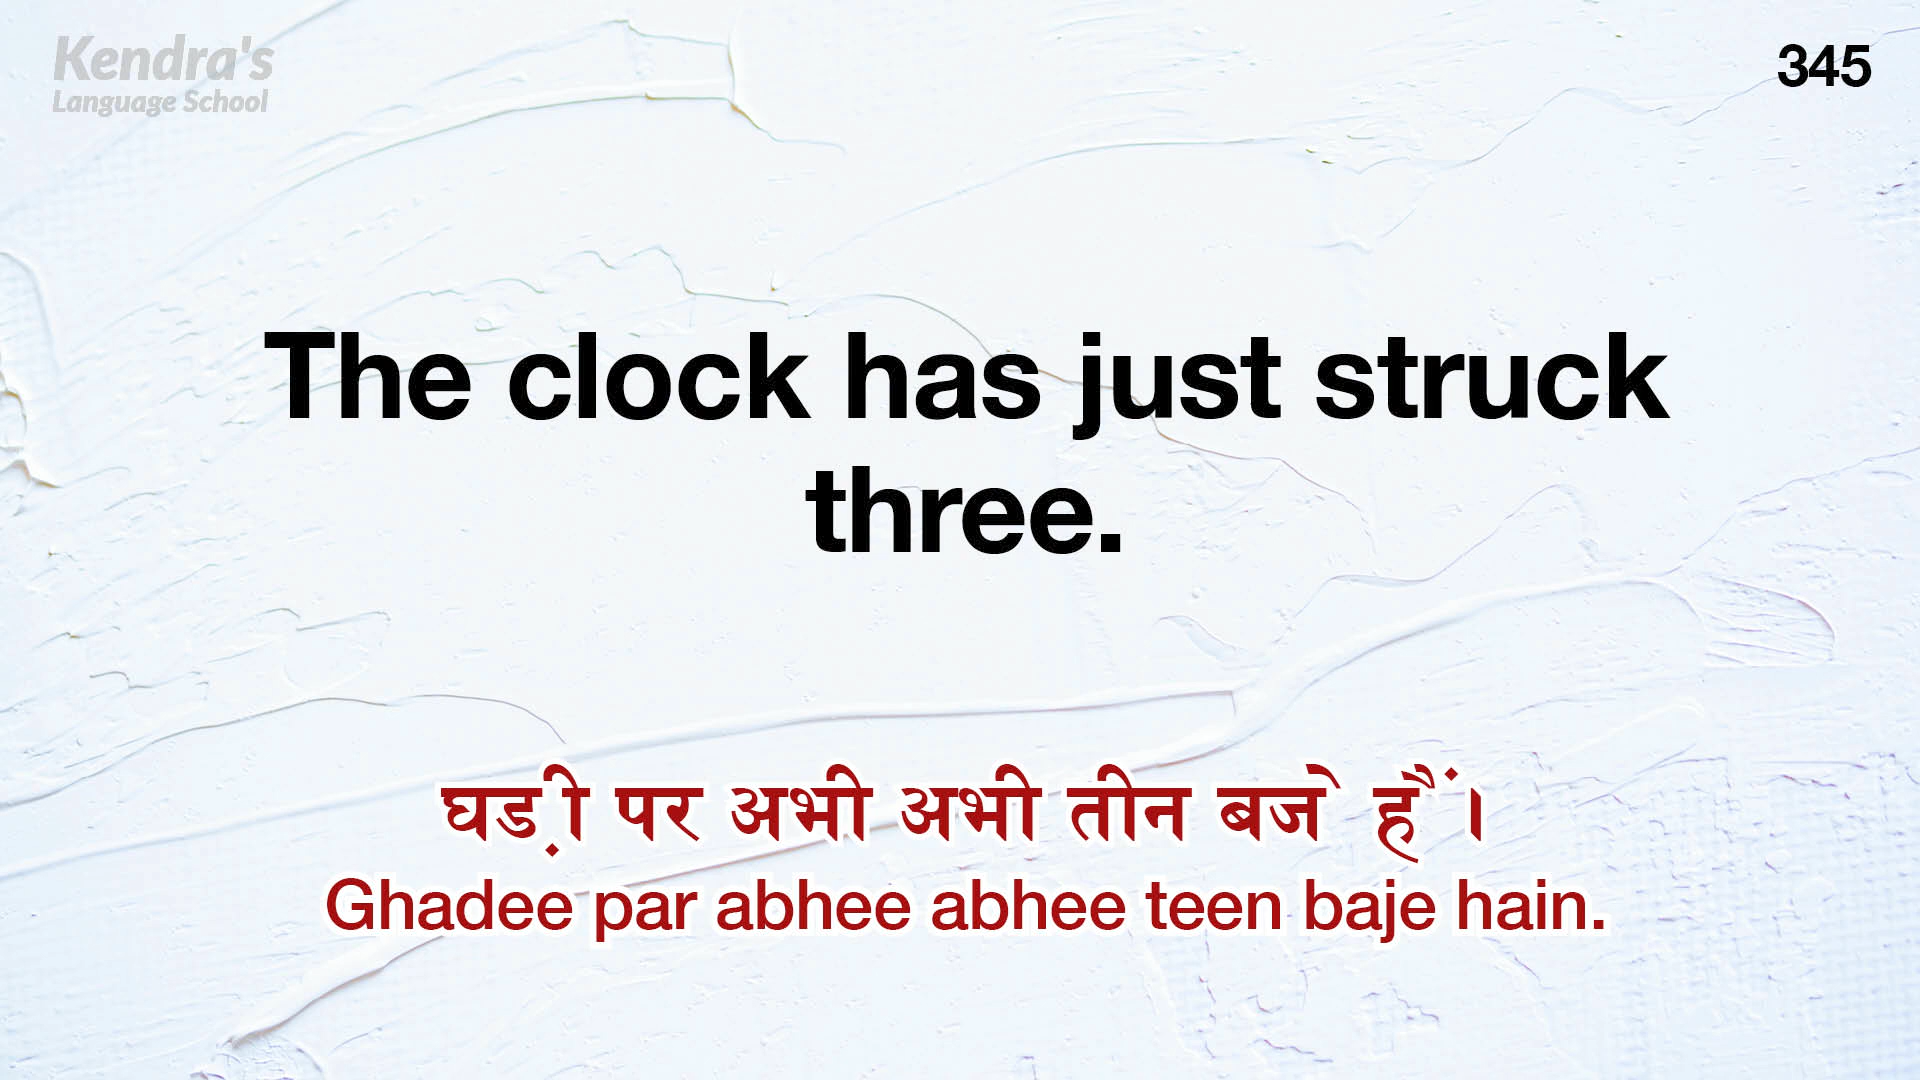 Kendra's
Language School
345
The clock has just struck
three.
घड़ी पर अभी अभी तीन बजे हैं।
Ghadee par abhee abhee teen baje hain.